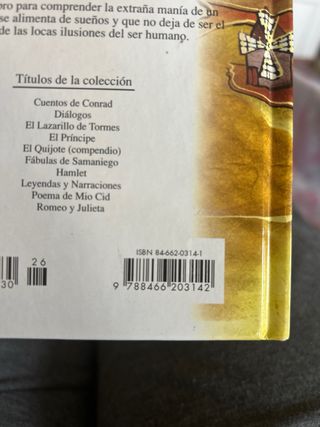 para comprender la extraña manía de un
se alimenta de sueños y que no deja de ser el
de las locas ilusiones del ser humano.
Títulos de la colección
Cuentos de Conrad
Diálogos
El Lazarillo de Tormes
El Príncipe
El Quijote (compendio)
Fábulas de Samaniego
Hamlet
Leyendas y Narraciones
Poema de Mio Cid
Romeo y Julieta
ISBN 84-662-0314-1
26
30
9 788466 203142